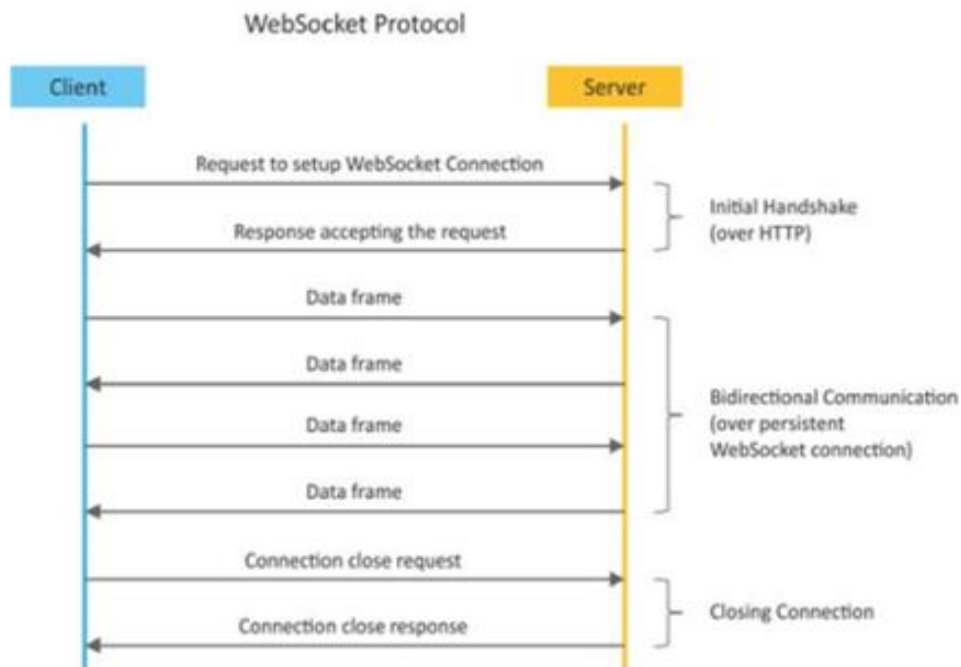 WebSocket Protocol
Client
Server
Request to setup WebSocket Connection
Response accepting the request
Initial Handshake
(over HTTP)
Data frame
Data frame
Data frame
Data frame
Bidirectional Communication
(over persistent
WebSocket connection)
Connection close request
Connection close response
Closing Connection